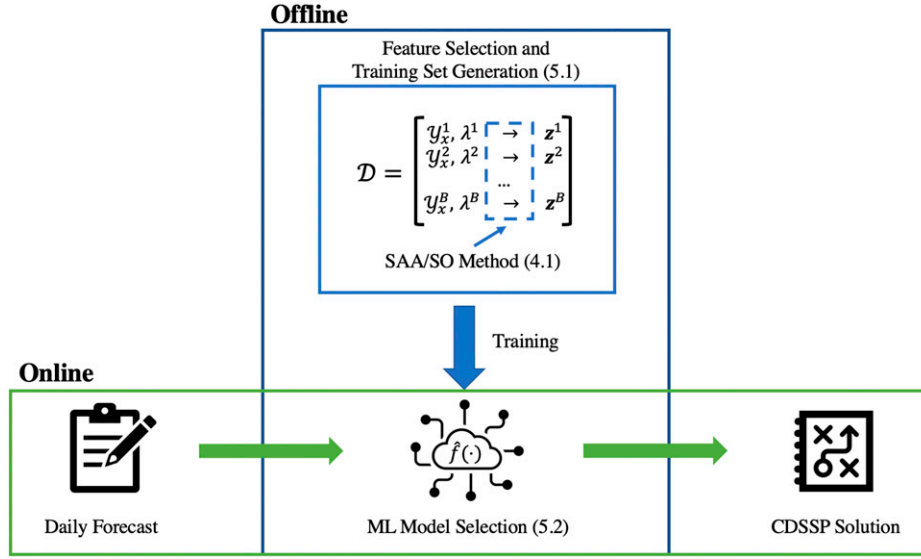 Offline
Feature Selection and
Training Set Generation (5.1)
𝒟 =
𝒴ₓ¹, λ¹ → 𝒛¹
𝒴ₓ², λ² → 𝒛²
...
𝒴ₓᴮ, λᴮ → 𝒛ᴮ
SAA/SO Method (4.1)
Training
Online
f̂(·)
Daily Forecast
ML Model Selection (5.2)
CDSSP Solution